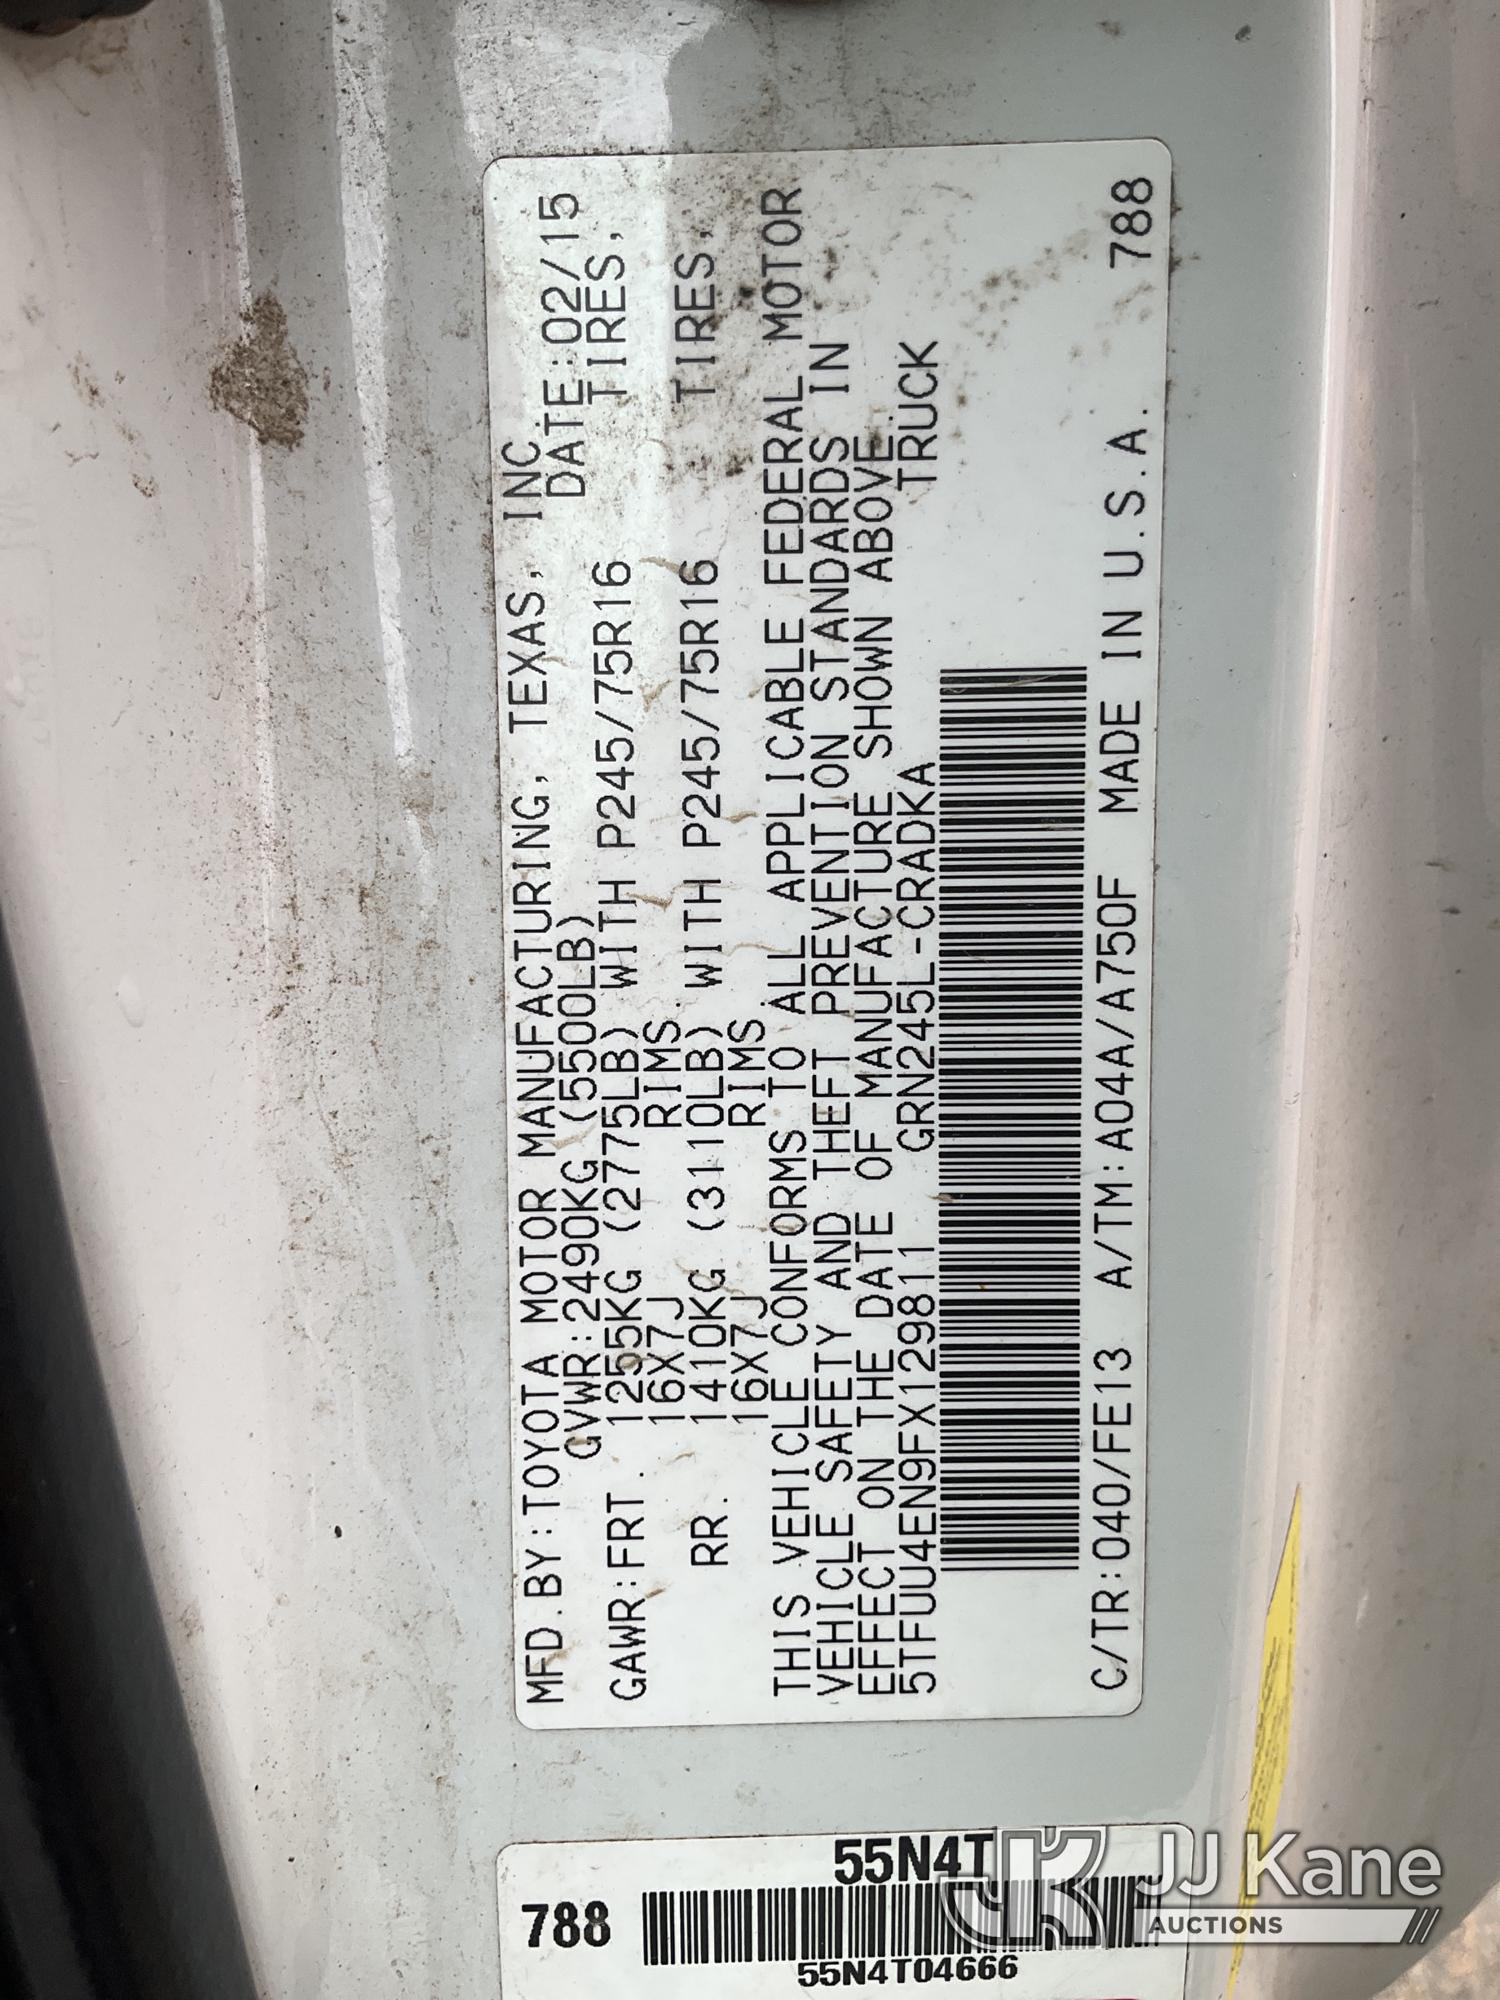 MFD.BY:TOYOTA MOTOR MANUFACTURING, TEXAS, INC
GVWR:2490KG (5500LB) DATE:02/15
GAWR:FRT. 1255KG (2775LB) WITH P245/75R16 TIRES,
16X7J RIMS
RR. 1410KG (3110LB) WITH P245/75R16 TIRES,
16X7J RIMS
THIS VEHICLE CONFORMS TO ALL APPLICABLE FEDERAL MOTOR
VEHICLE SAFETY AND THEFT PREVENTION STANDARDS IN
EFFECT ON THE DATE OF MANUFACTURE SHOWN ABOVE.
5TFUU4EN9FX129811 GRN245L-CRADKA TRUCK
C/TR:040/FE13 A/TM:A04A/A750F MADE IN U.S.A. 788
55N4T
788
55N4T04666
JK JJ Kane
AUCTIONS